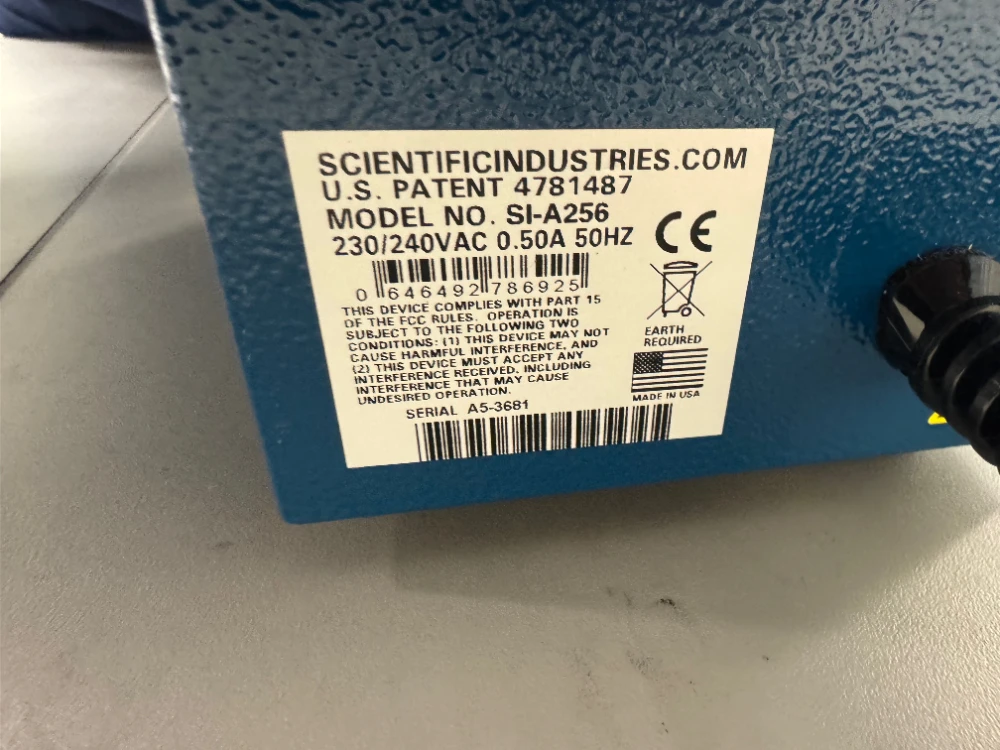 SCIENTIFICINDUSTRIES.COM
U.S. PATENT 4781487
MODEL NO. SI-A256
230/240VAC 0.50A 50HZ
CE
0 646492 786925
THIS DEVICE COMPLIES WITH PART 15
OF THE FCC RULES. OPERATION IS
SUBJECT TO THE FOLLOWING TWO
CONDITIONS: (1) THIS DEVICE MAY NOT
CAUSE HARMFUL INTERFERENCE, AND
(2) THIS DEVICE MUST ACCEPT ANY
INTERFERENCE RECEIVED, INCLUDING
INTERFERENCE THAT MAY CAUSE
UNDESIRED OPERATION.
EARTH
REQUIRED
MADE IN USA
SERIAL A5-3681